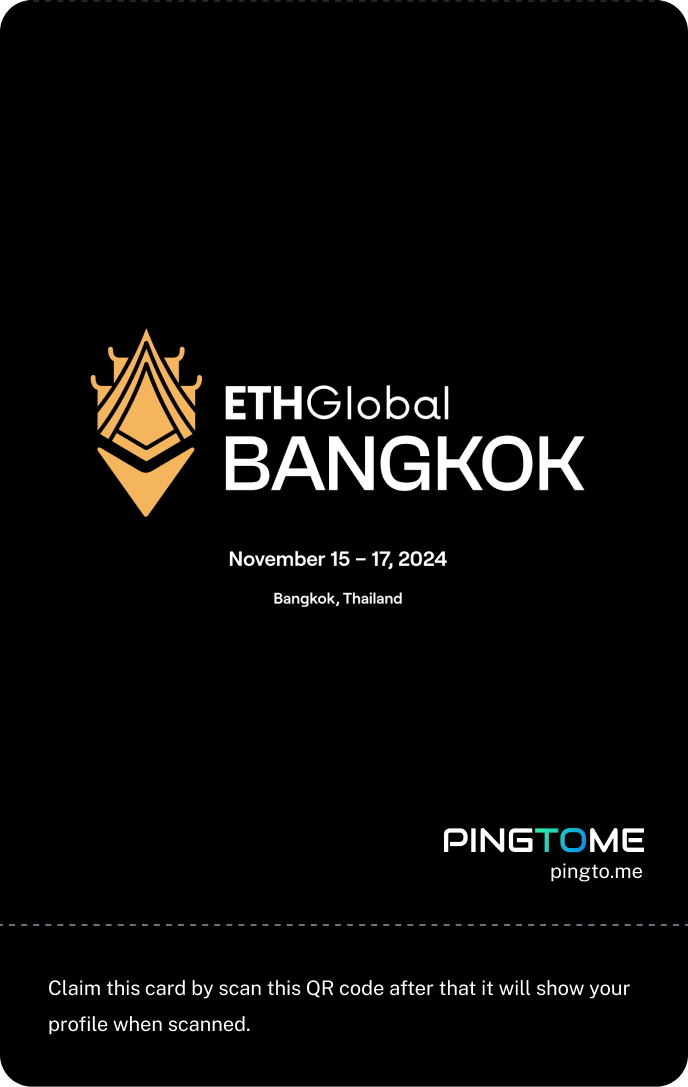 ETHGlobal
BANGKOK
November 15 – 17, 2024
Bangkok, Thailand
PINGTOME
pingto.me
Claim this card by scan this QR code after that it will show your
profile when scanned.